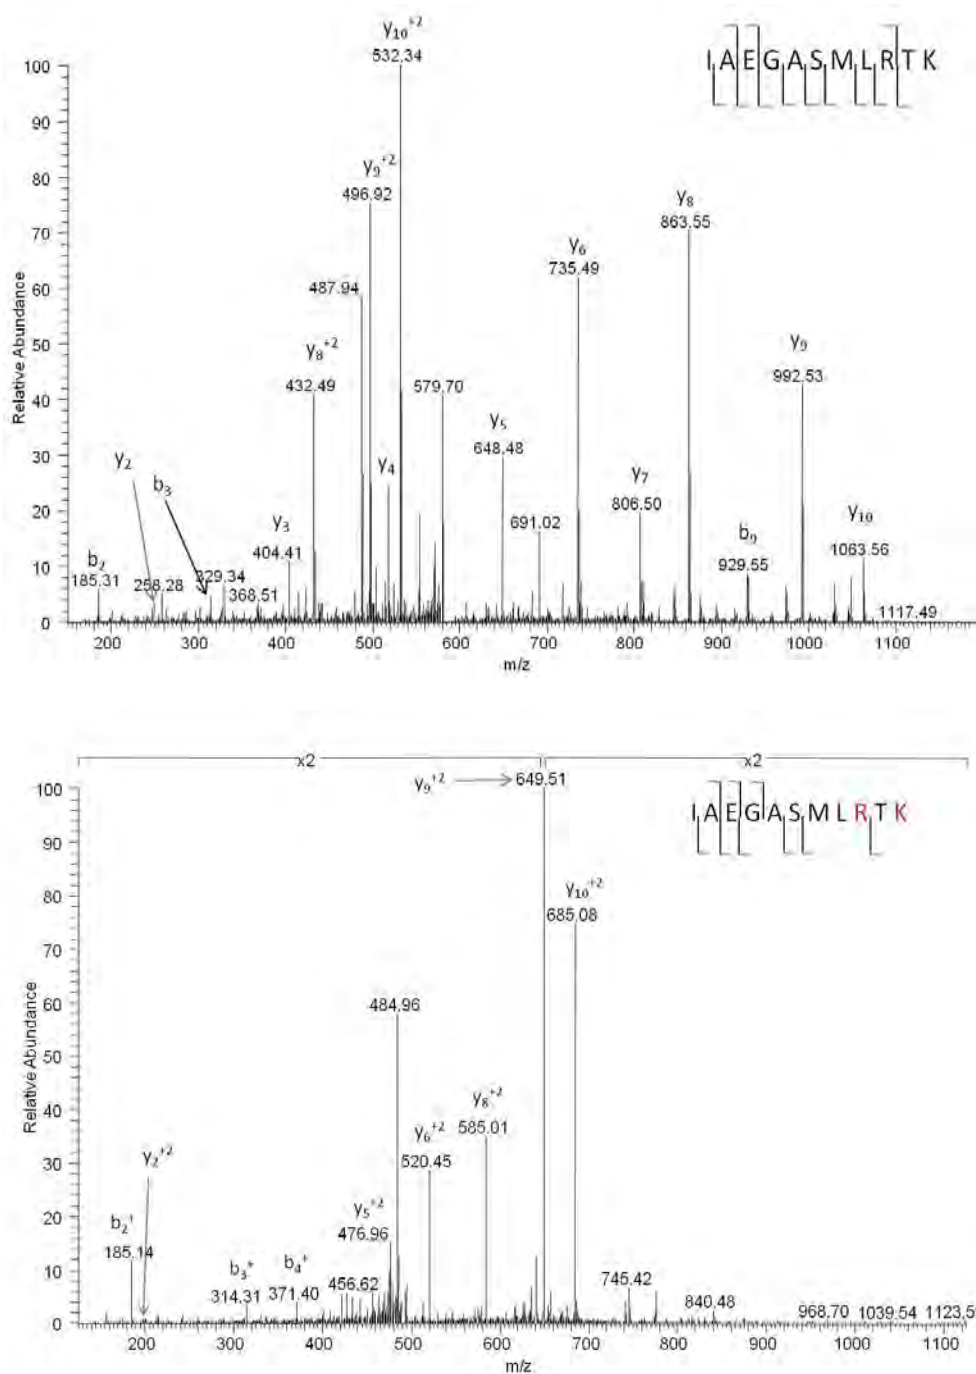 y10+2
532.34
IAEGASMLRTK
100
90
80
70
60
50
40
30
20
10
0
Relative Abundance
y9+2
496.92
y8
863.55
y6
735.49
487.94
y8+2
432.49
579.70
y9
992.53
y5
648.48
y4
y2
b3
y7
806.50
691.02
y3
404.41
b9
929.55
y10
1063.56
b2
185.31
258.28
329.34
368.51
1117.49
200 300 400 500 600 700 800 900 1000 1100
m/z
x2 x2
y9+2
649.51
IAEGASMLRTK
100
90
80
70
60
50
40
30
20
10
0
Relative Abundance
y10+2
685.08
484.96
y8+2
585.01
y6+2
520.45
y2+2
y5+2
476.96
b2+
185.14
b3+
314.31
b4+
371.40
456.62
745.42
840.48
968.70
1039.54
1123.5
200 300 400 500 600 700 800 900 1000 1100
m/z